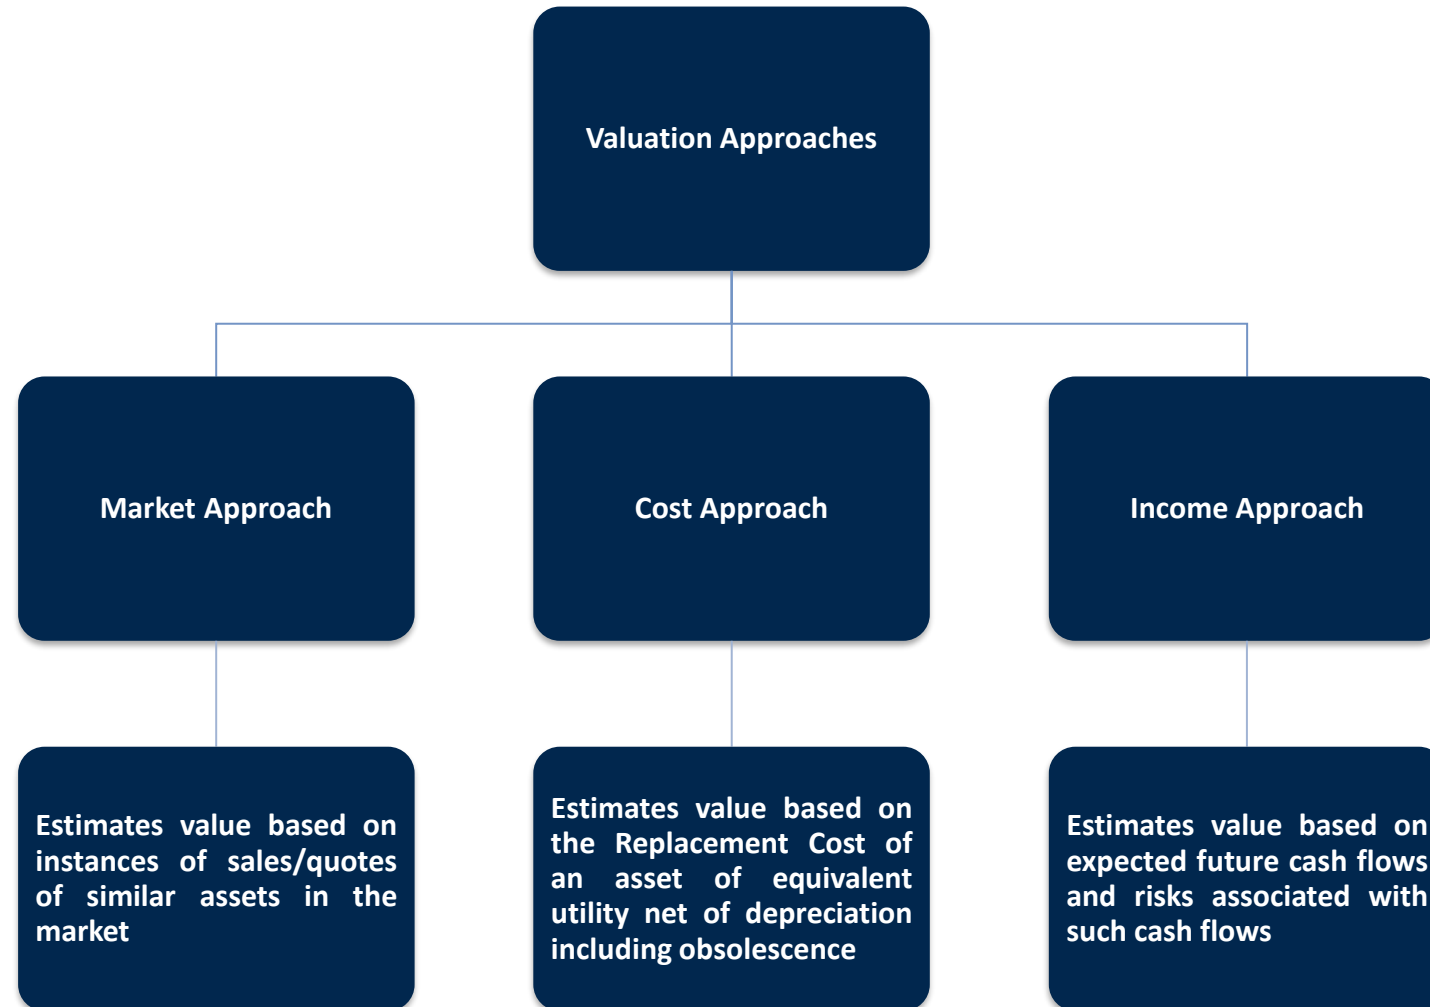 Valuation Approaches
Market Approach
Cost Approach
Income Approach
Estimates value based on
instances of sales/quotes
of similar assets in the
market
Estimates value based on
the Replacement Cost of
an asset of equivalent
utility net of depreciation
including obsolescence
Estimates value based on
expected future cash flows
and risks associated with
such cash flows